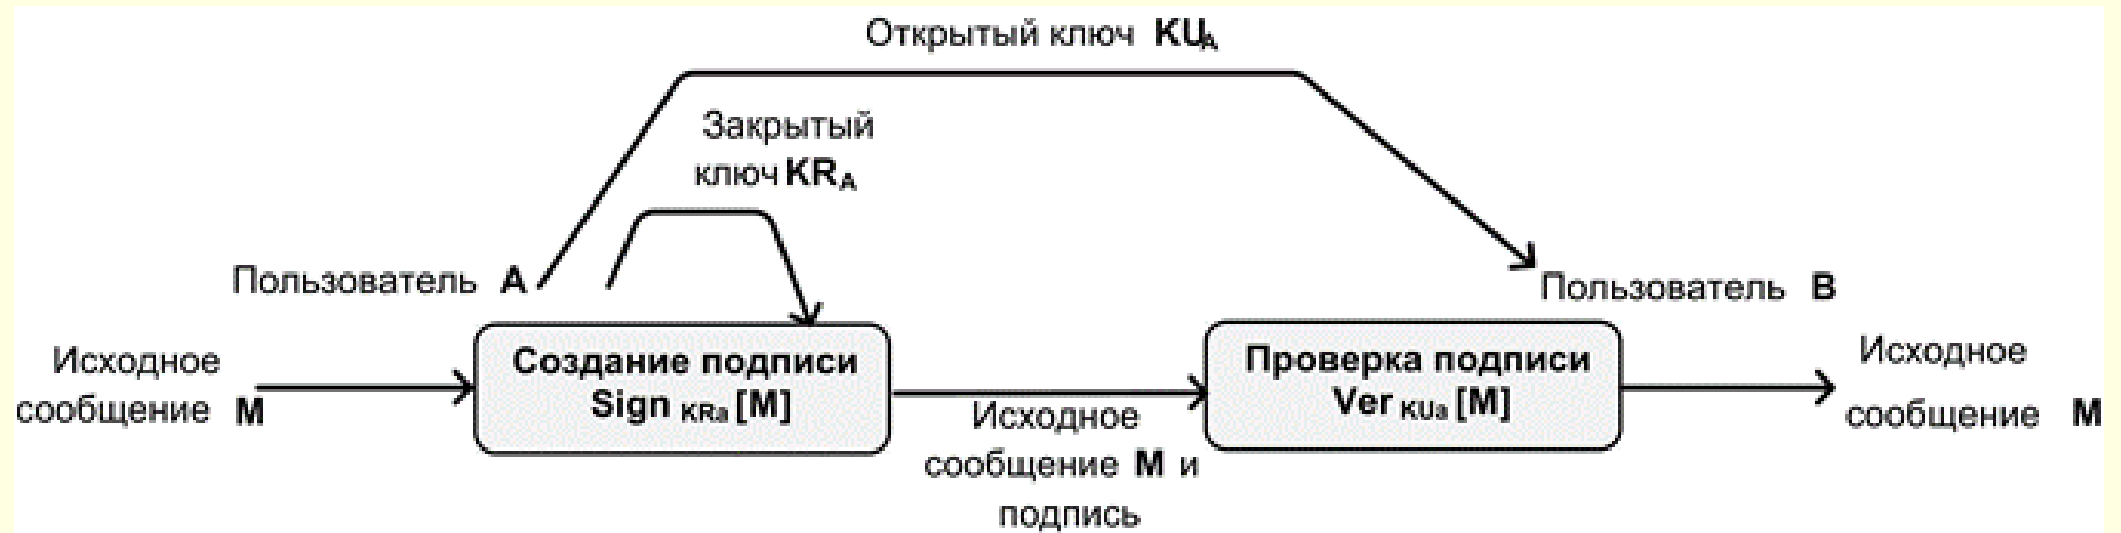 Открытый ключ KUA
Закрытый
ключ KRA
Пользователь A
Пользователь B
Исходное
сообщение M
Создание подписи
Sign KRa [M]
Исходное
сообщение M и
подпись
Проверка подписи
Ver KUa [M]
Исходное
сообщение M